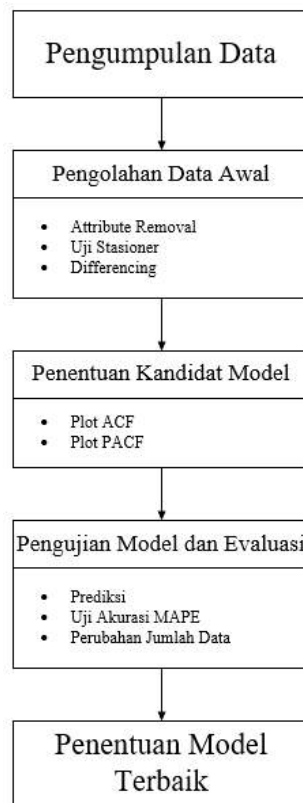 Pengumpulan Data
Pengolahan Data Awal
• Attribute Removal
• Uji Stasioner
• Differencing
Penentuan Kandidat Model
• Plot ACF
• Plot PACF
Pengujian Model dan Evaluasi
• Prediksi
• Uji Akurasi MAPE
• Perubahan Jumlah Data
Penentuan Model
Terbaik